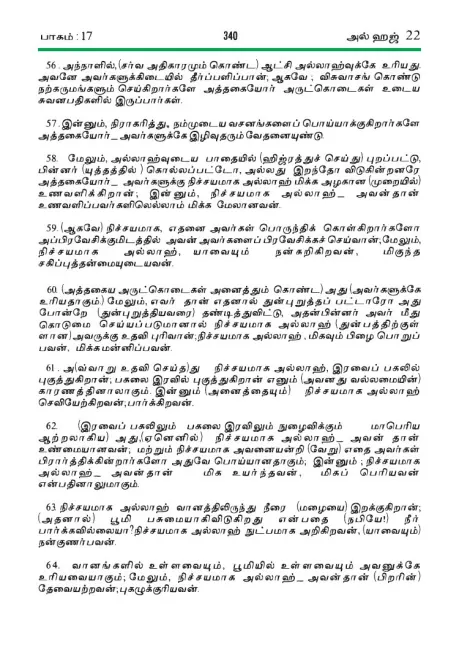 பாகம் : 17 340 அல் ஹஜ் 22
56 . அந்நாளில், (சர்வ அதிகாரமும் கொண்ட) ஆட்சி அல்லாஹ்வுக்கே உரியது.
அவனே அவர்களுக்கிடையில் தீர்ப்பளிப்பான்; ஆகவே ; விசுவாசங் கொண்டு
நற்கருமங்களும் செய்கிறார்களே அத்தகையோர் அருட்கொடைகள் உடைய
சுவனபதிகளில் இருப்பார்கள்.
57 . இன்னும், நிராகரித்து, நம்முடைய வசனங்களைப் பொய்யாக்குகிறார்களே
அத்தகையோர் _ அவர்களுக்கே இழிவுதரும் வேதனையுண்டு.
58. மேலும், அல்லாஹ்வுடைய பாதையில் (ஹிஜ்ரத்துச் செய்து) புறப்பட்டு,
பின்னர் (யுத்தத்தில் ) கொல்லப்பட்டோ, அல்லது இறந்தோ விடுகின்றனரே
அத்தகையோர் _ அவர்களுக்கு நிச்சயமாக அல்லாஹ் மிக்க அழகான (முறையில்)
உணவளிக்கிறான்; இன்னும், நிச்சயமாக அல்லாஹ் _ அவன்தான்
உணவளிப்பவர்களிலெல்லாம் மிக்க மேலானவன்.
59. (ஆகவே) நிச்சயமாக, எதனை அவர்கள் பொருந்திக் கொள்கிறார்களோ
அப்பிரவேசிக்குமிடத்தில் அவன் அவர்களைப் பிரவேசிக்கச் செய்வான்; மேலும்,
நிச்சயமாக அல்லாஹ், யாவையும் நன்கறிகிறவன், மிகுந்த
சகிப்புத்தன்மையுடையவன்.
60. (அத்தகைய அருட்கொடைகள் அனைத்தும் கொண்ட) அது (அவர்களுக்கே
உரியதாகும்.) மேலும், எவர் தான் எதனால் துன்புறுத்தப் பட்டாரோ அது
போன்றே (துன்புறுத்தியவரை) தண்டித்துவிட்டு, அதன்பின்னர் அவர் மீது
கொடுமை செய்யப்படுமானால் நிச்சயமாக அல்லாஹ் (துன்பத்திற்குள்
ளான) அவருக்கு உதவி புரிவான்; நிச்சயமாக அல்லாஹ் , மிகவும் பிழை பொறுப்
பவன், மிக்க மன்னிப்பவன்.
61 . அ(வ்வாறு உதவி செய்த)து நிச்சயமாக அல்லாஹ், இரவைப் பகலில்
புகுத்துகிறான்; பகலை இரவில் புகுத்துகிறான் எனும் (அவனது வல்லமையின்)
காரணத்தினாலாகும். இன்னும் (அனைத்தையும்) நிச்சயமாக அல்லாஹ்
செவியேற்கிறவன்; பார்க்கிறவன்.
62. (இரவைப் பகலிலும் பகலை இரவிலும் நுழைவிக்கும் மாபெரிய
ஆற்றலாகிய) அது, (ஏனெனில்) நிச்சயமாக அல்லாஹ் _ அவன் தான்
உண்மையானவன்; மற்றும் நிச்சயமாக அவனையன்றி (வேறு) எதை அவர்கள்
பிரார்த்திக்கின்றார்களோ அதுவே பொய்யானதாகும்; இன்னும் ; நிச்சயமாக
அல்லாஹ் _ அவன்தான் மிக உயர்ந்தவன், மிகப் பெரியவன்
என்பதினாலுமாகும்.
63 நிச்சயமாக அல்லாஹ் வானத்திலிருந்து நீரை (மழையை) இறக்குகிறான்;
(அதனால்) பூமி பசுமையாகிவிடுகிறது என்பதை (நபியே!) நீர்
பார்க்கவில்லையா? நிச்சயமாக அல்லாஹ் நுட்பமாக அறிகிறவன், (யாவையும்)
நன்குணர்பவன்.
64. வானங்களில் உள்ளவையும், பூமியில் உள்ளவையும் அவனுக்கே
உரியவையாகும்; மேலும், நிச்சயமாக அல்லாஹ் _ அவன்தான் (பிறரின்)
தேவையற்றவன்; புகழுக்குரியவன்.